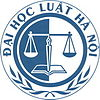 ĐẠI HỌC LUẬT HÀ NỘI